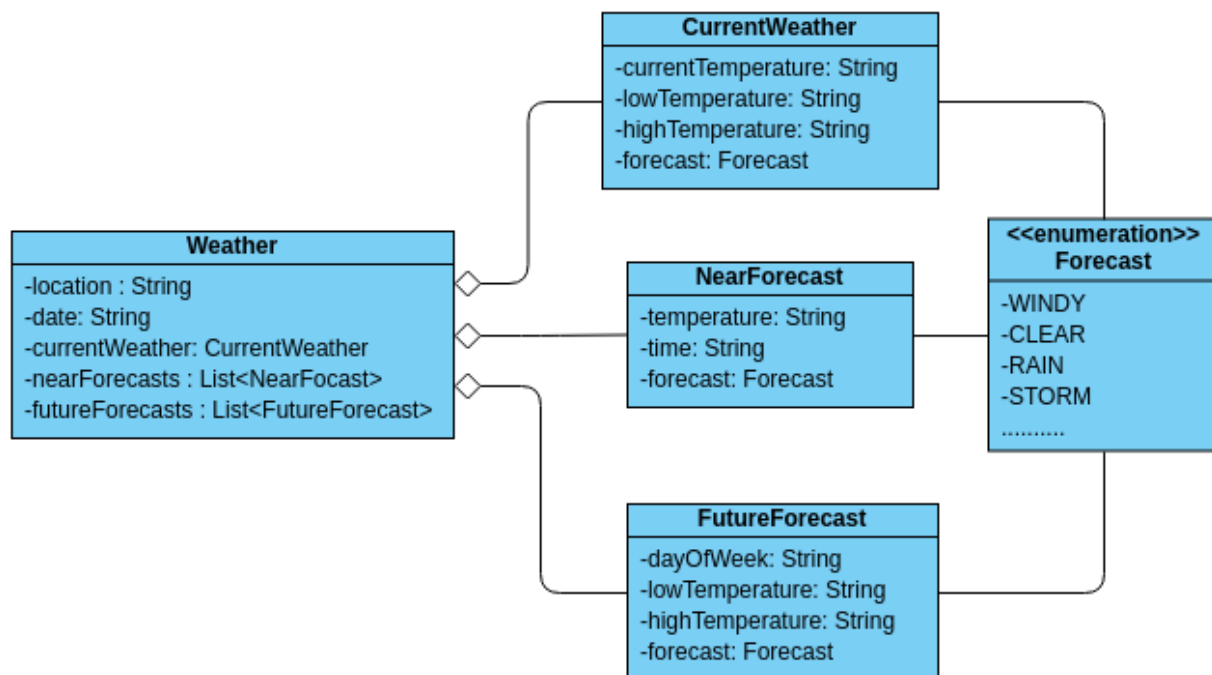 CurrentWeather
-currentTemperature: String
-lowTemperature: String
-highTemperature: String
-forecast: Forecast
Weather
-location : String
-date: String
-currentWeather: CurrentWeather
-nearForecasts : List<NearFocast>
-futureForecasts : List<FutureForecast>
NearForecast
-temperature: String
-time: String
-forecast: Forecast
<<enumeration>>
Forecast
-WINDY
-CLEAR
-RAIN
-STORM
..........
FutureForecast
-dayOfWeek: String
-lowTemperature: String
-highTemperature: String
-forecast: Forecast